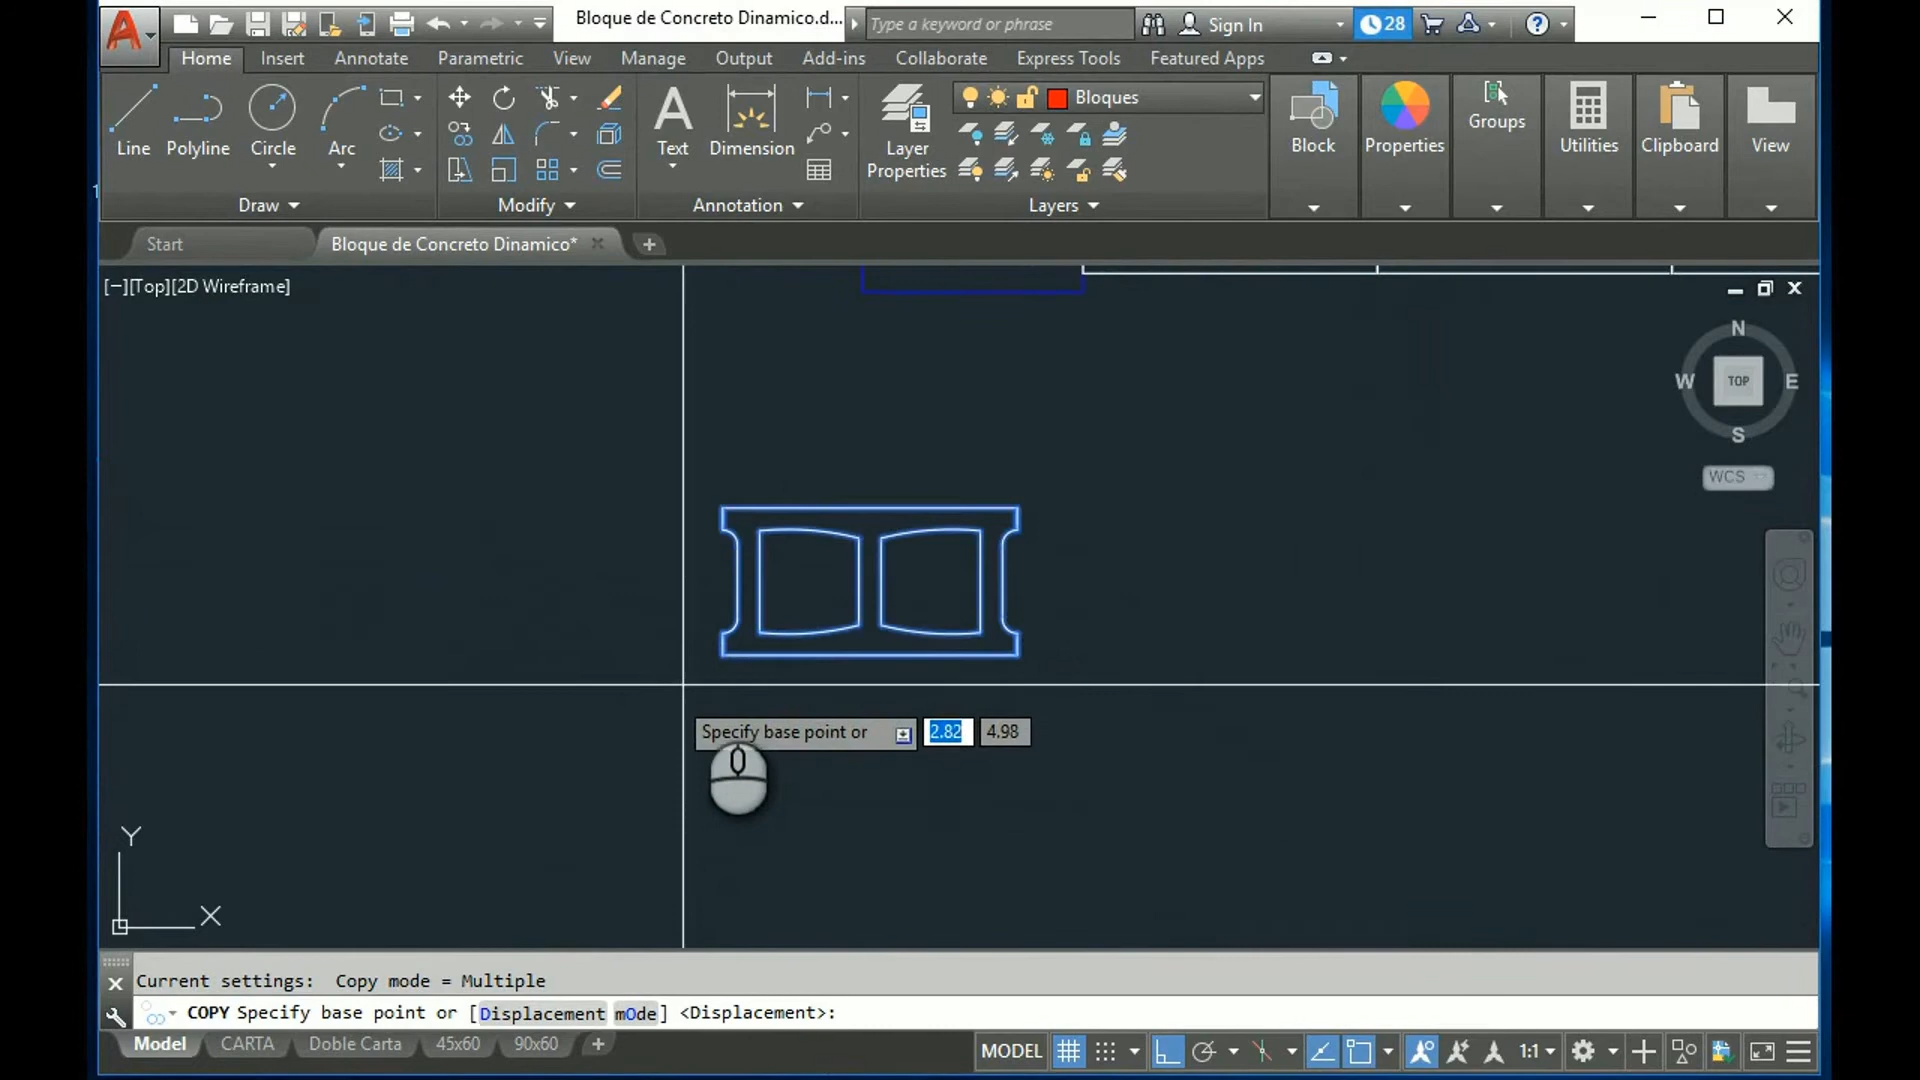 Bloque de Concreto Dinamico.d...
Type a keyword or phrase
Sign In
28
Home Insert Annotate Parametric View Manage Output Add-ins Collaborate Express Tools Featured Apps
Line Polyline Circle Arc
Text Dimension
Layer
Properties
Bloques
Block Properties Groups Utilities Clipboard View
Draw Modify Annotation Layers
Start Bloque de Concreto Dinamico*
[−][Top][2D Wireframe]
N
W TOP E
S
WCS
Specify base point or 2.82 4.98
Y
X
Current settings: Copy mode = Multiple
COPY Specify base point or [Displacement mOde] <Displacement>:
Model CARTA Doble Carta 45x60 90x60
MODEL 1:1